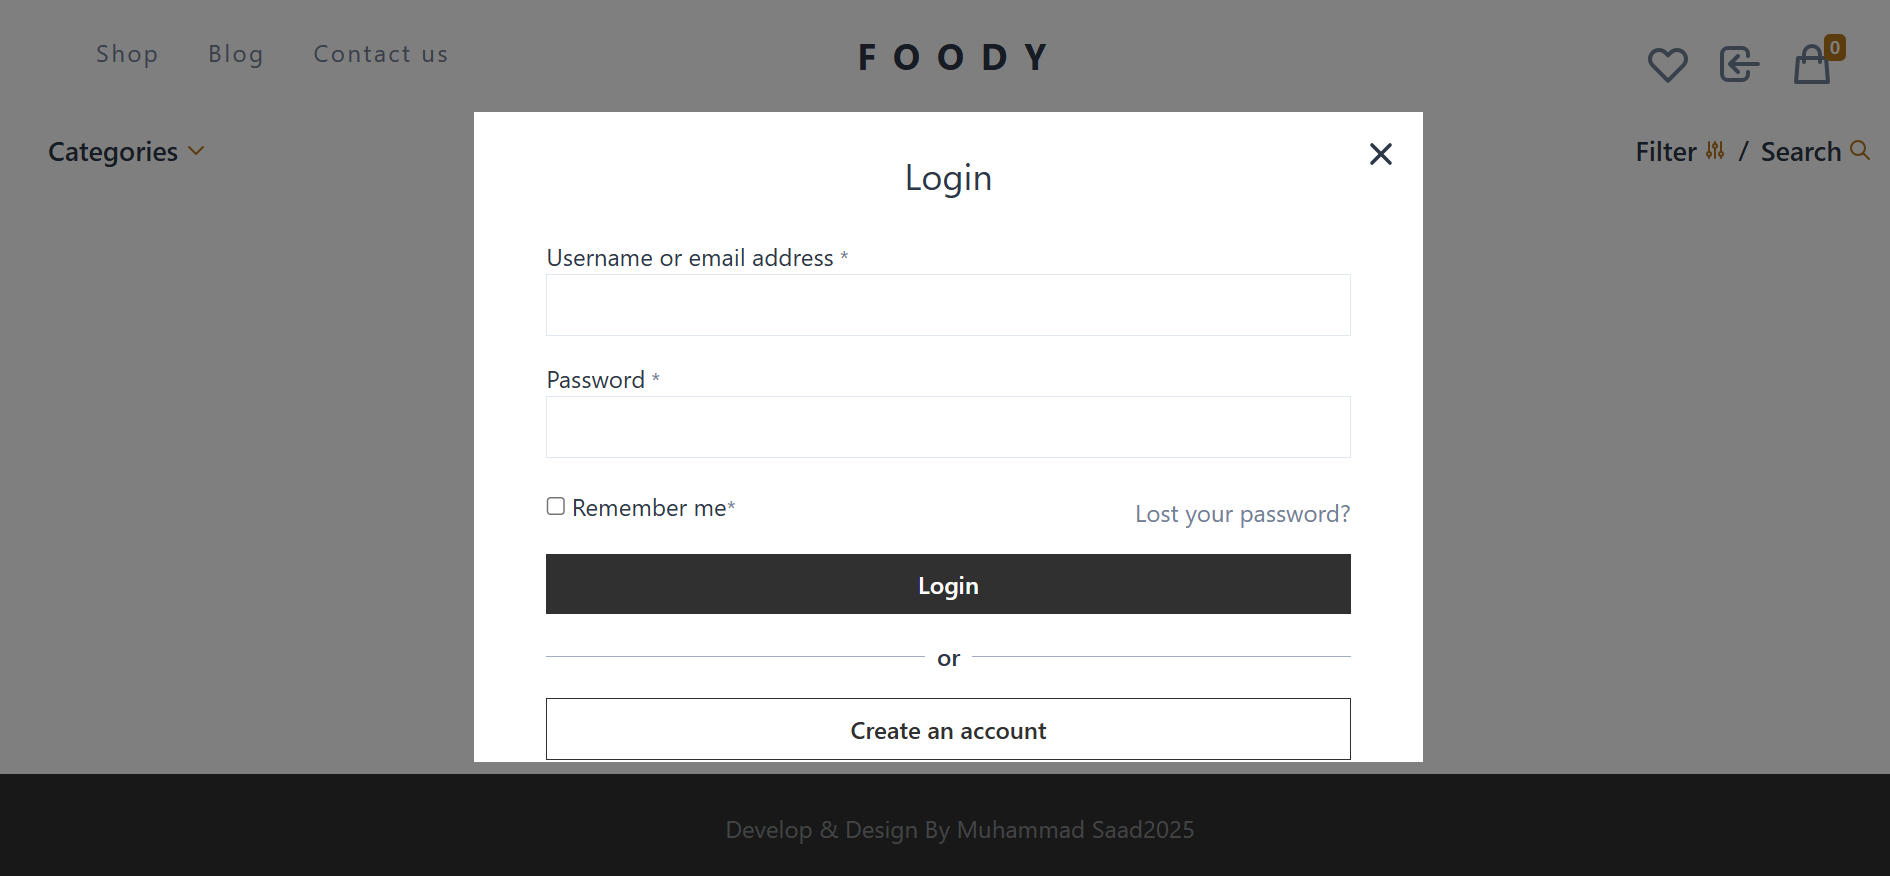 Shop Blog Contact us
FOODY
0
Categories
Filter / Search
Login
Username or email address *
Password *
Remember me*
Lost your password?
Login
or
Create an account
Develop & Design By Muhammad Saad2025